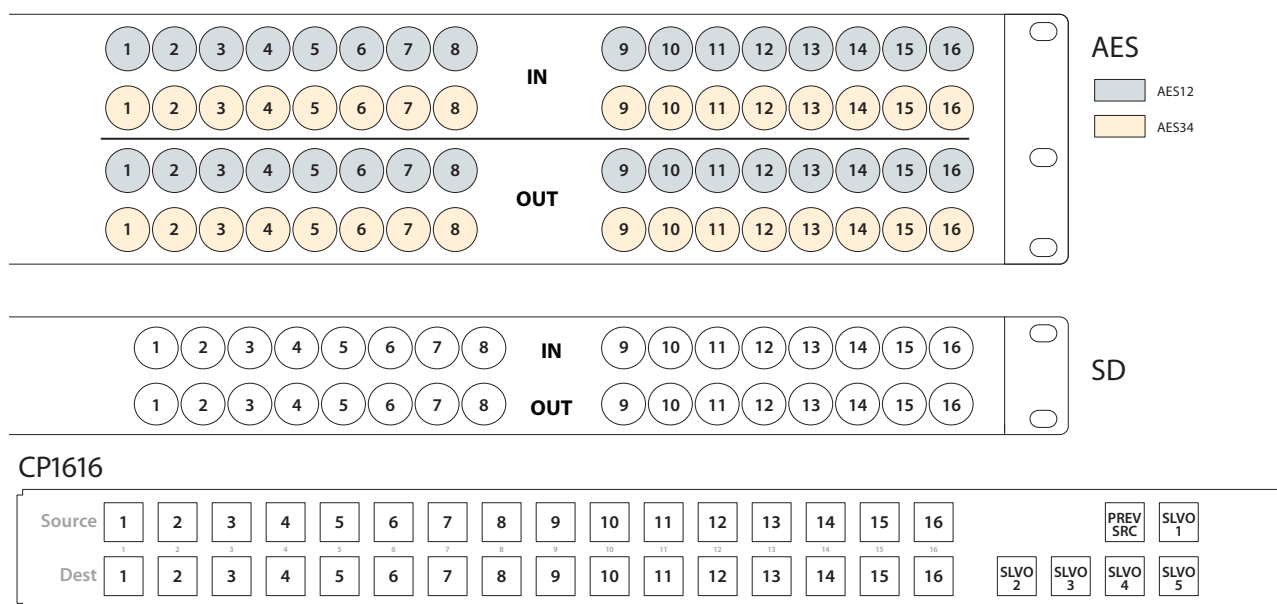 1 2 3 4 5 6 7 8 IN 9 10 11 12 13 14 15 16
1 2 3 4 5 6 7 8 9 10 11 12 13 14 15 16
1 2 3 4 5 6 7 8 OUT 9 10 11 12 13 14 15 16
1 2 3 4 5 6 7 8 9 10 11 12 13 14 15 16
AES
AES12
AES34
1 2 3 4 5 6 7 8 IN 9 10 11 12 13 14 15 16
1 2 3 4 5 6 7 8 OUT 9 10 11 12 13 14 15 16
SD
CP1616
Source 1 2 3 4 5 6 7 8 9 10 11 12 13 14 15 16 PREV SRC SLVO 1
1 2 3 4 5 6 7 8 9 10 11 12 13 14 15 16
Dest 1 2 3 4 5 6 7 8 9 10 11 12 13 14 15 16 SLVO 2 SLVO 3 SLVO 4 SLVO 5